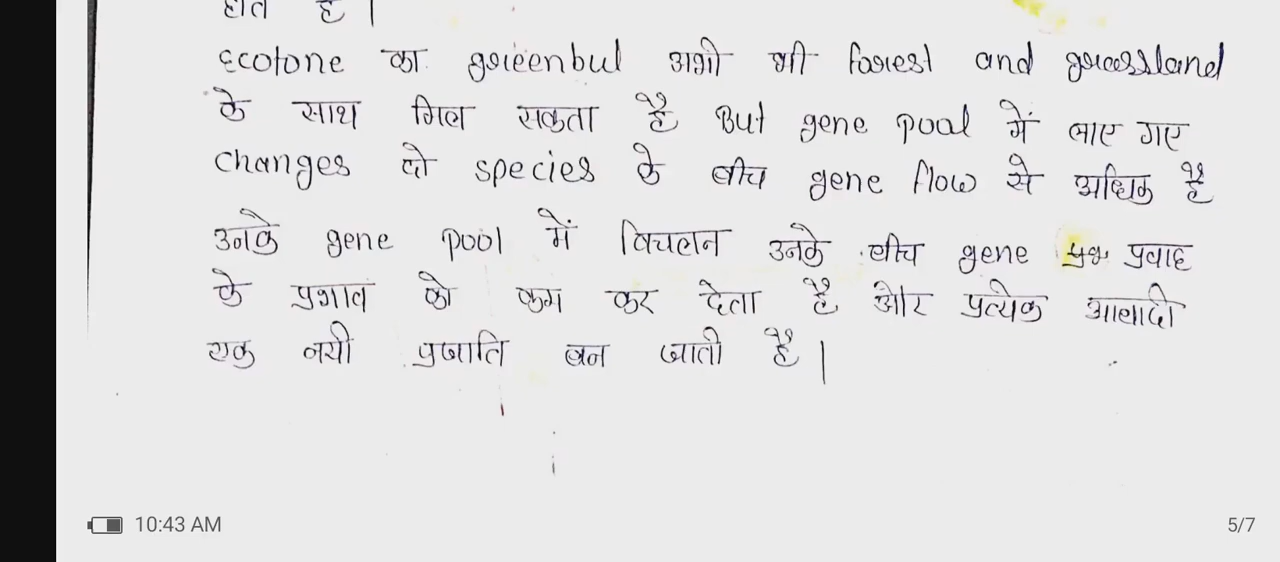 होते है |
Ecotone का greenbul अभी भी forest and grassland
के साथ मिल सकता है But gene pool में लाए गए
changes दो species के बीच gene flow से अधिक है
उनके gene pool में विचलन उनके बीच gene प्रवाह
के प्रभाव को कम कर देता है और प्रत्येक आबादी
एक नयी प्रजाति बन जाती है |
10:43 AM
5/7